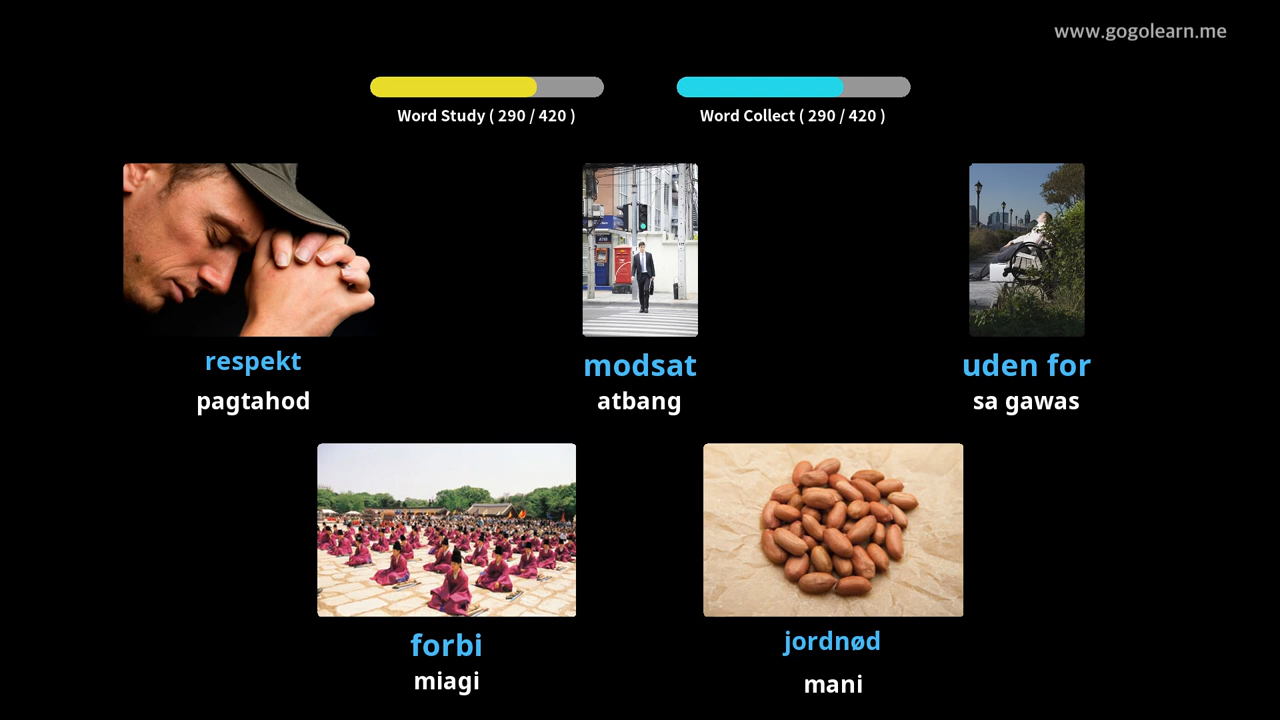 www.gogolearn.me
Word Study ( 290 / 420 )
Word Collect ( 290 / 420 )
respekt
pagtahod
modsat
atbang
uden for
sa gawas
forbi
miagi
jordnød
mani